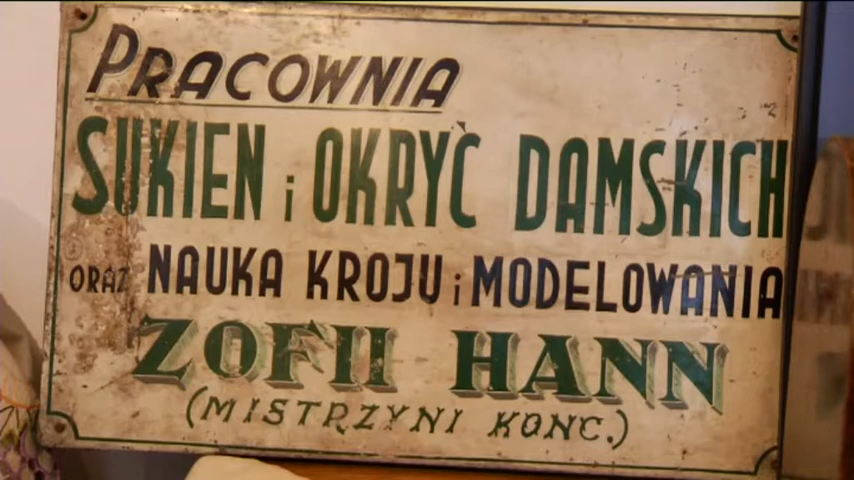 PRACOWNIA
SUKIEN i OKRYĆ DAMSKICH
ORAZ NAUKA KROJU i MODELOWANIA
ZOFII HANN
(MISTRZYNI KONC.)